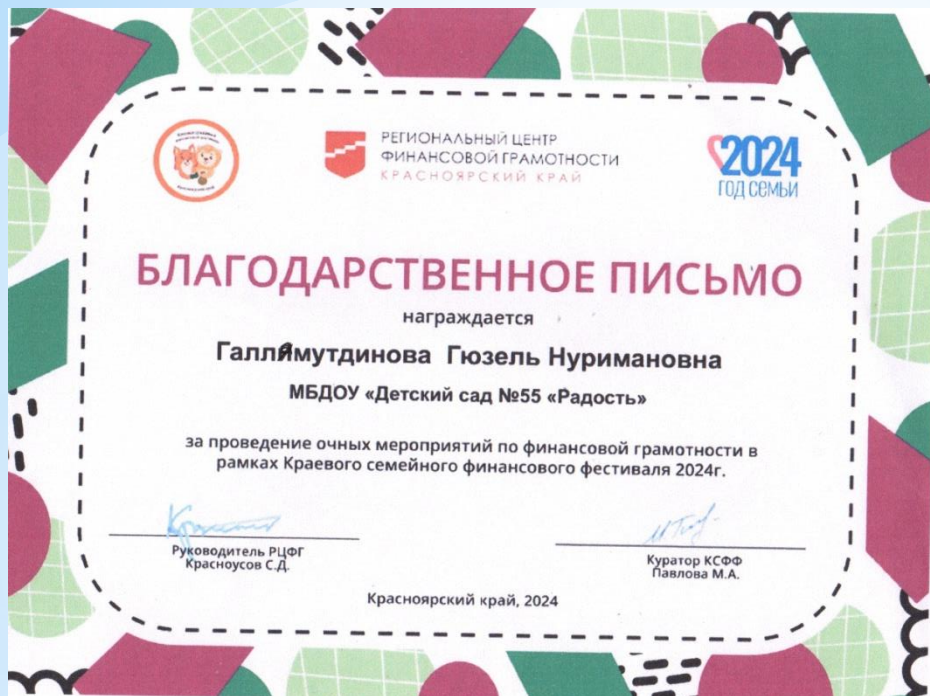 РЕГИОНАЛЬНЫЙ ЦЕНТР
ФИНАНСОВОЙ ГРАМОТНОСТИ
КРАСНОЯРСКИЙ КРАЙ
2024
ГОД СЕМЬИ
БЛАГОДАРСТВЕННОЕ ПИСЬМО
награждается
Галлямутдинова Гюзель Нуримановна
МБДОУ «Детский сад №55 «Радость»
за проведение очных мероприятий по финансовой грамотности в
рамках Краевого семейного финансового фестиваля 2024г.
Руководитель РЦФГ
Красноусов С.Д.
Куратор КСФФ
Павлова М.А.
Красноярский край, 2024